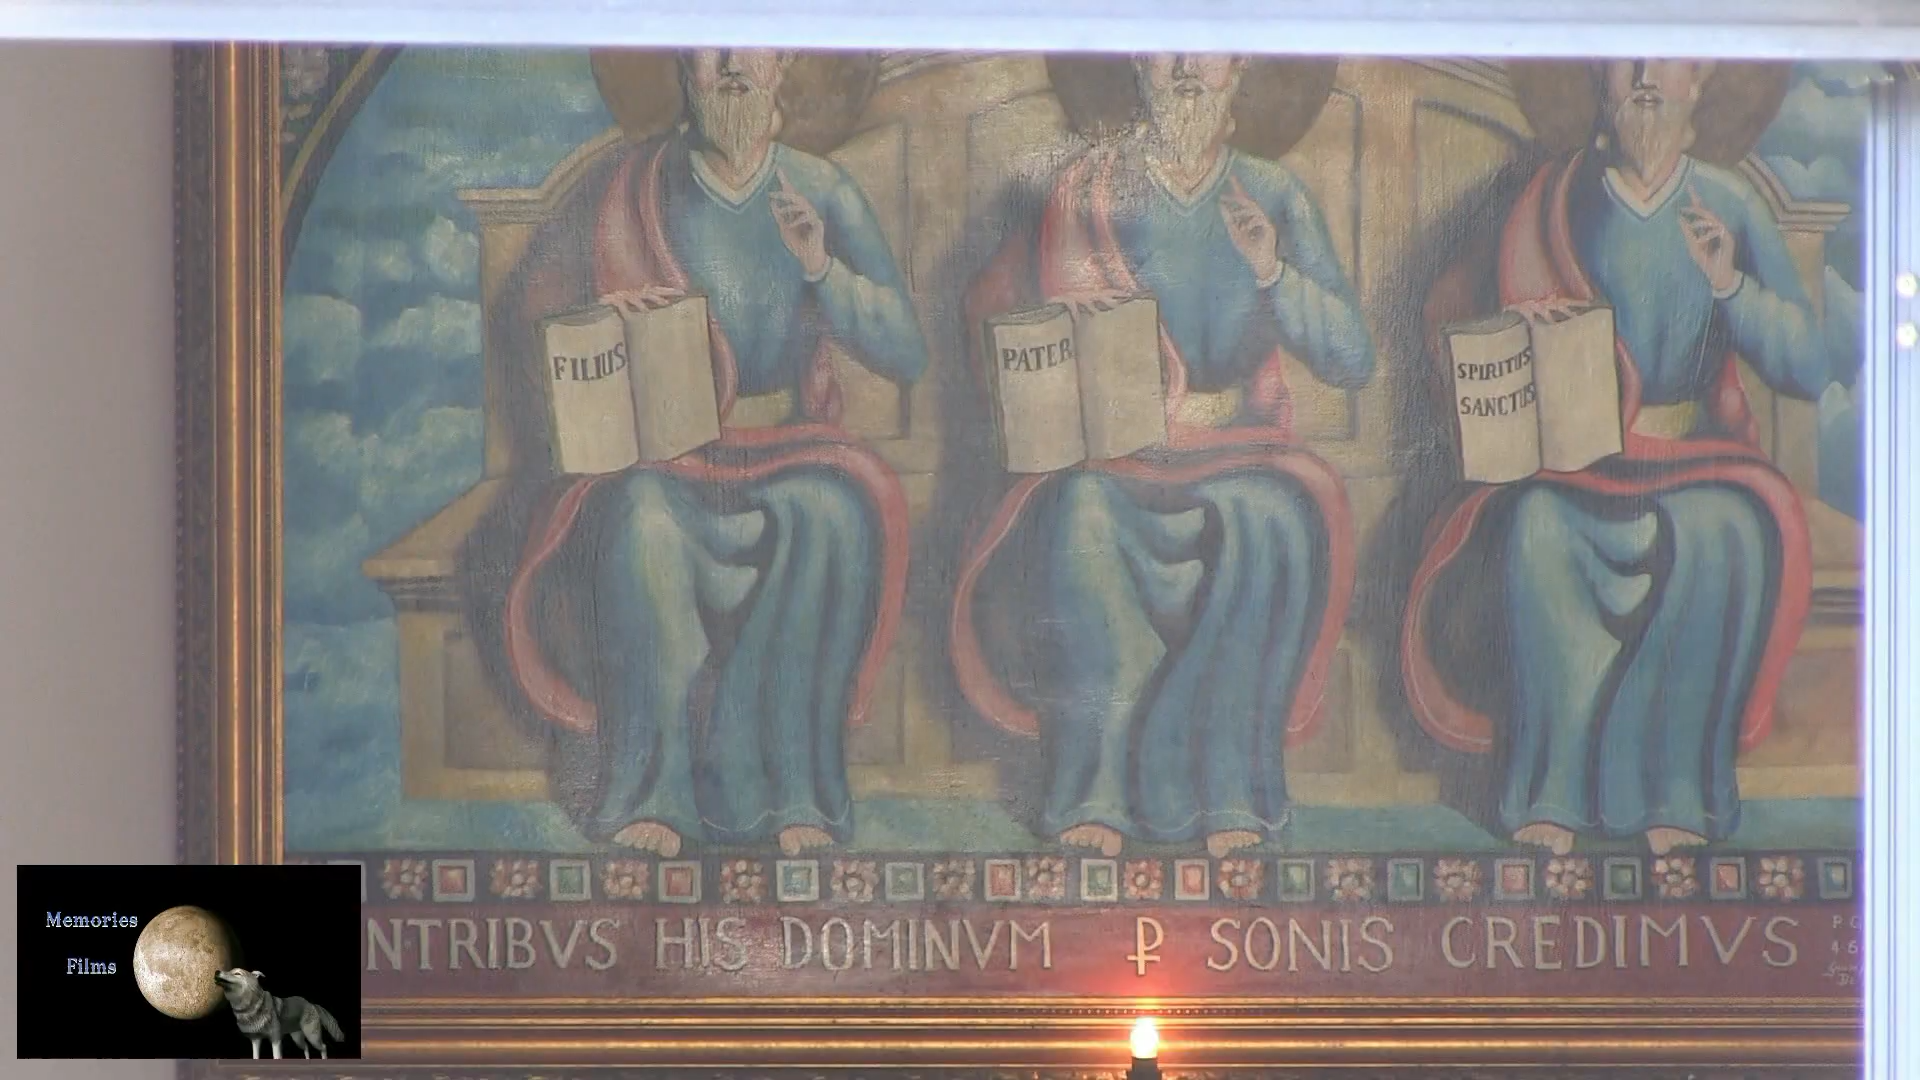 FILIUS
PATER
SPIRITUS
SANCTUS
NTRIBVS HIS DOMINVM ꝑ SONIS CREDIMVS
Memories
Films